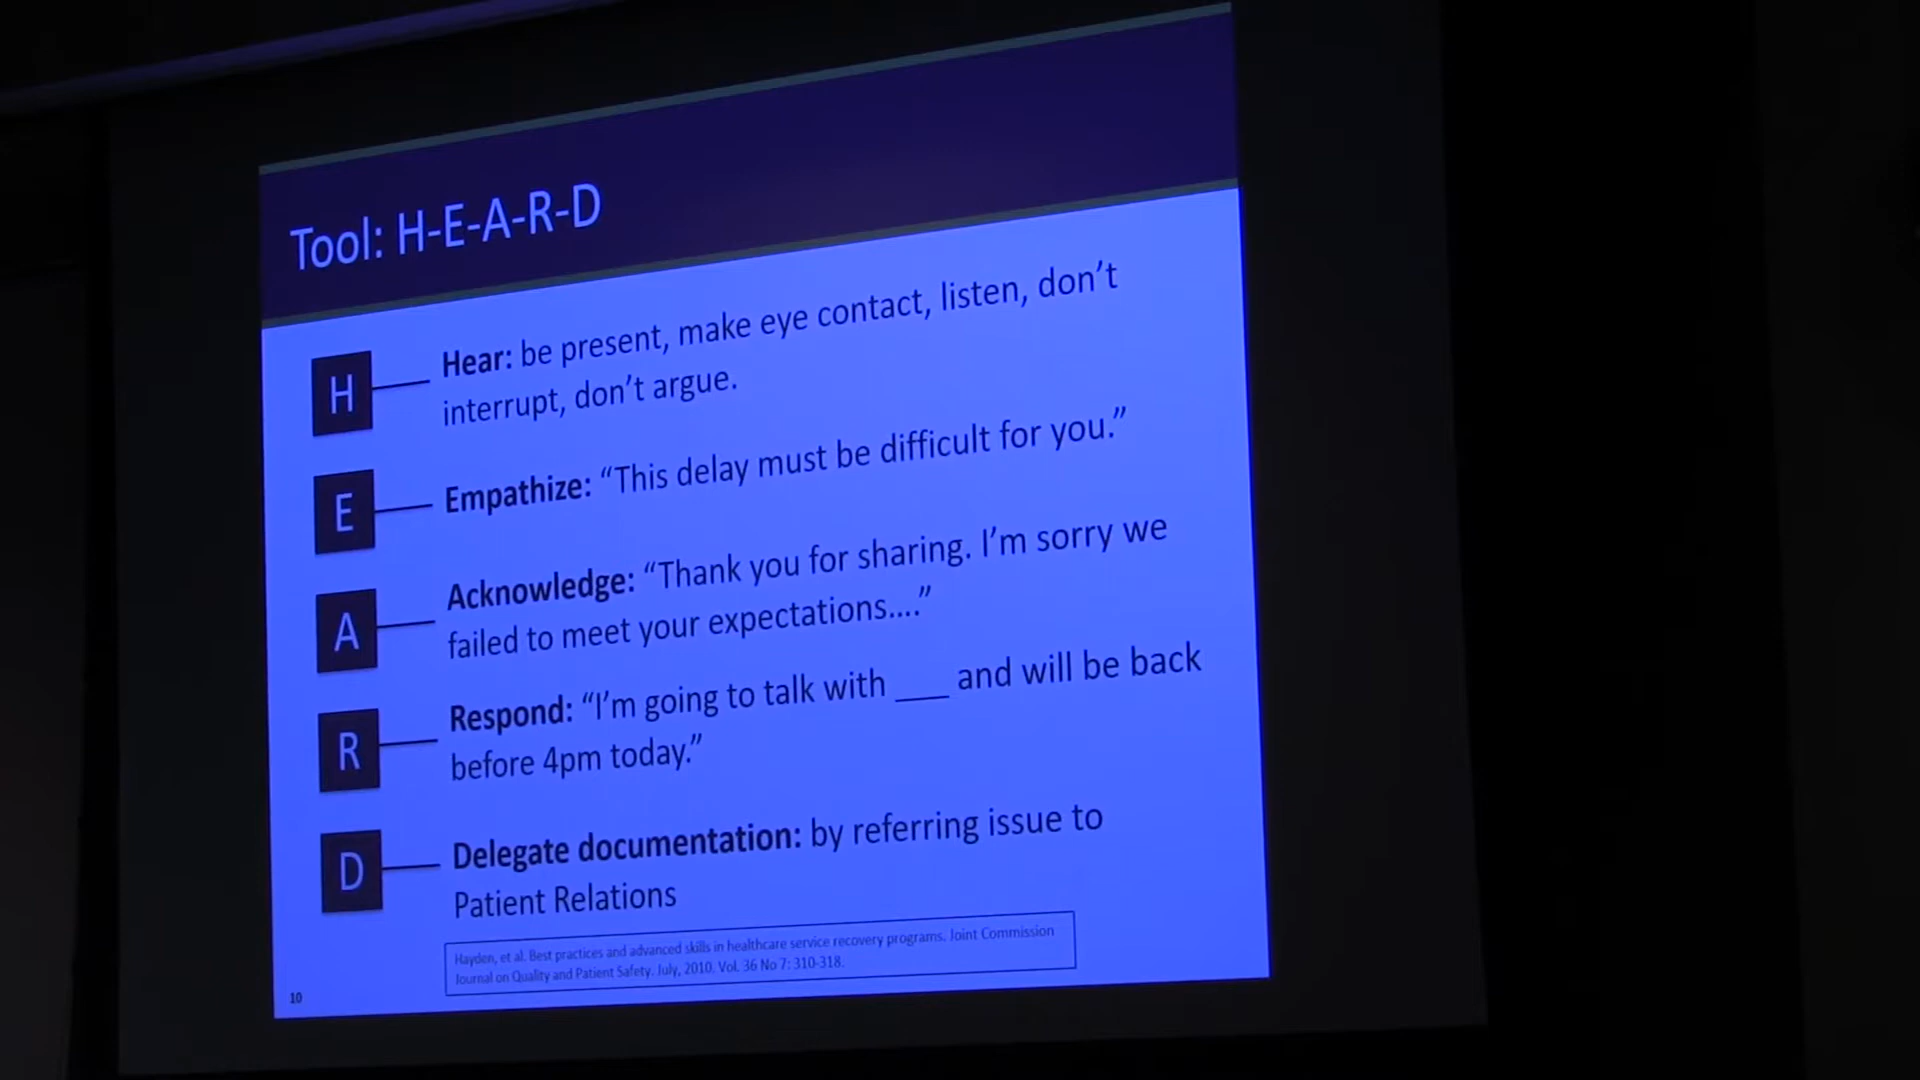 Tool: H-E-A-R-D
H
Hear: be present, make eye contact, listen, don’t
interrupt, don’t argue.
E
Empathize: “This delay must be difficult for you.”
A
Acknowledge: “Thank you for sharing. I’m sorry we
failed to meet your expectations....”
R
Respond: “I’m going to talk with ___ and will be back
before 4pm today.”
D
Delegate documentation: by referring issue to
Patient Relations
Hayden, et al. Best practices and advanced skills in healthcare service recovery programs. Joint Commission
Journal on Quality and Patient Safety. July, 2010. Vol. 36 No 7: 310-318.
10